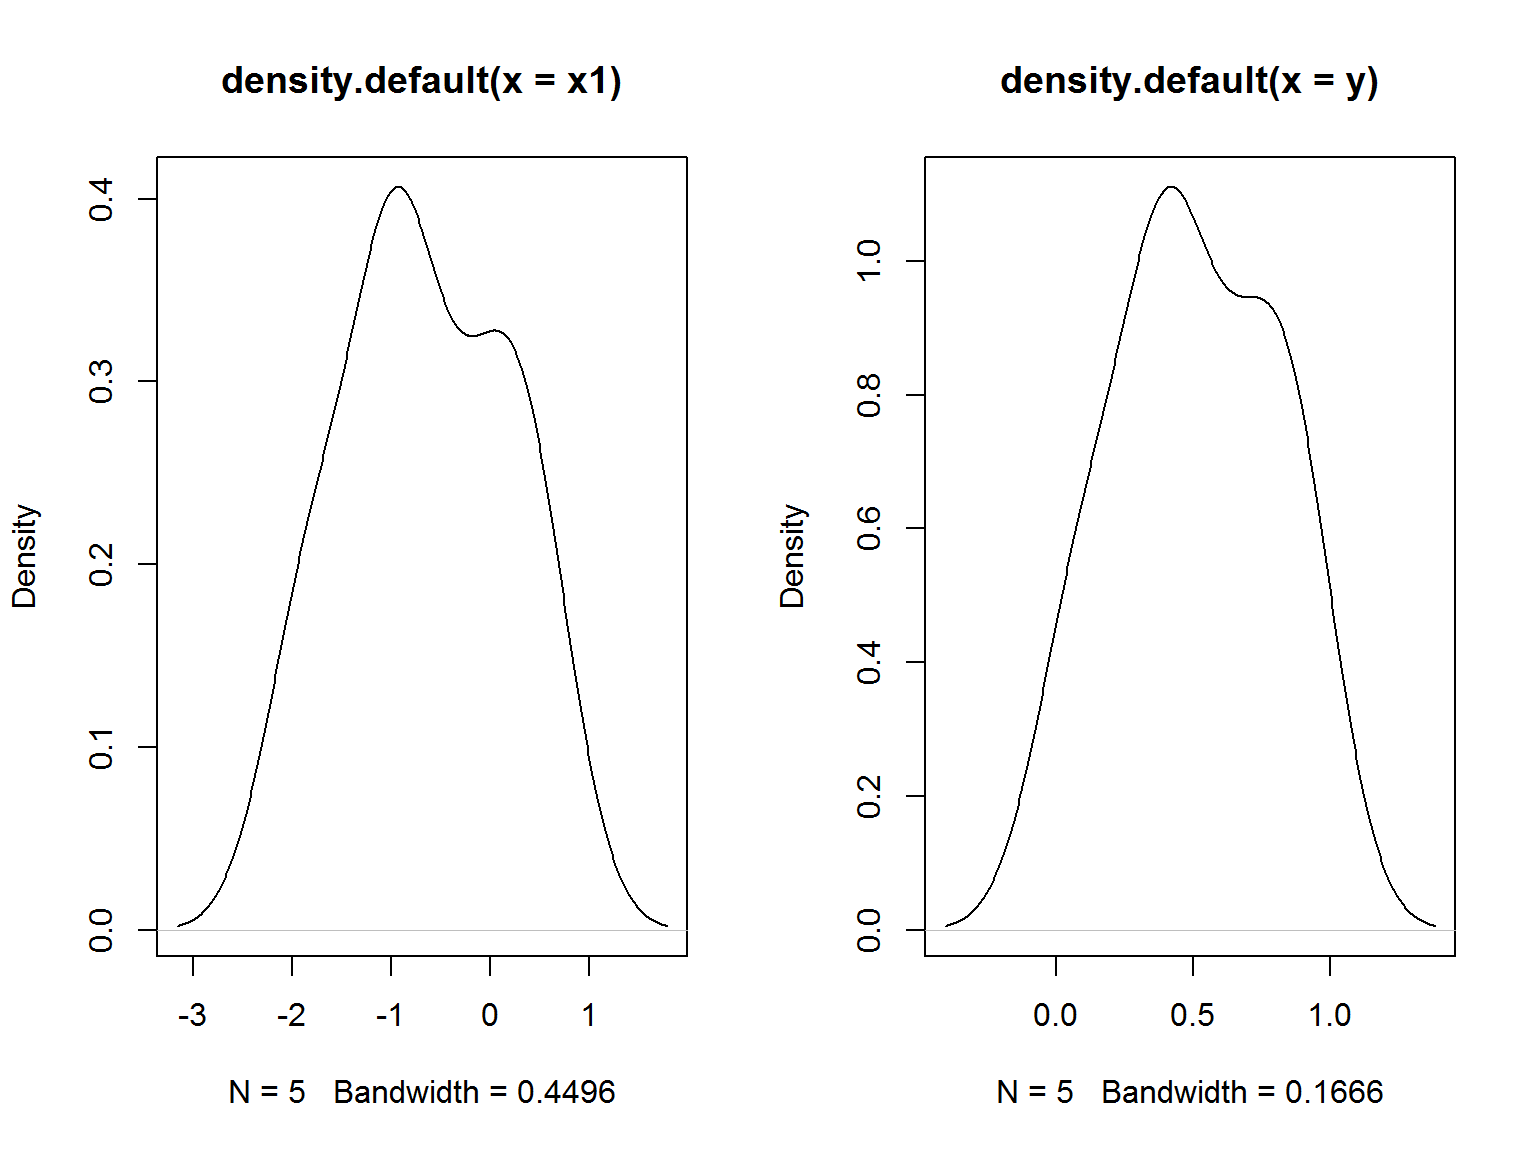 density.default(x = x1)
Density
0.4
0.3
0.2
0.1
0.0
-3 -2 -1 0 1
N = 5 Bandwidth = 0.4496
density.default(x = y)
Density
1.0
0.8
0.6
0.4
0.2
0.0
0.0 0.5 1.0
N = 5 Bandwidth = 0.1666